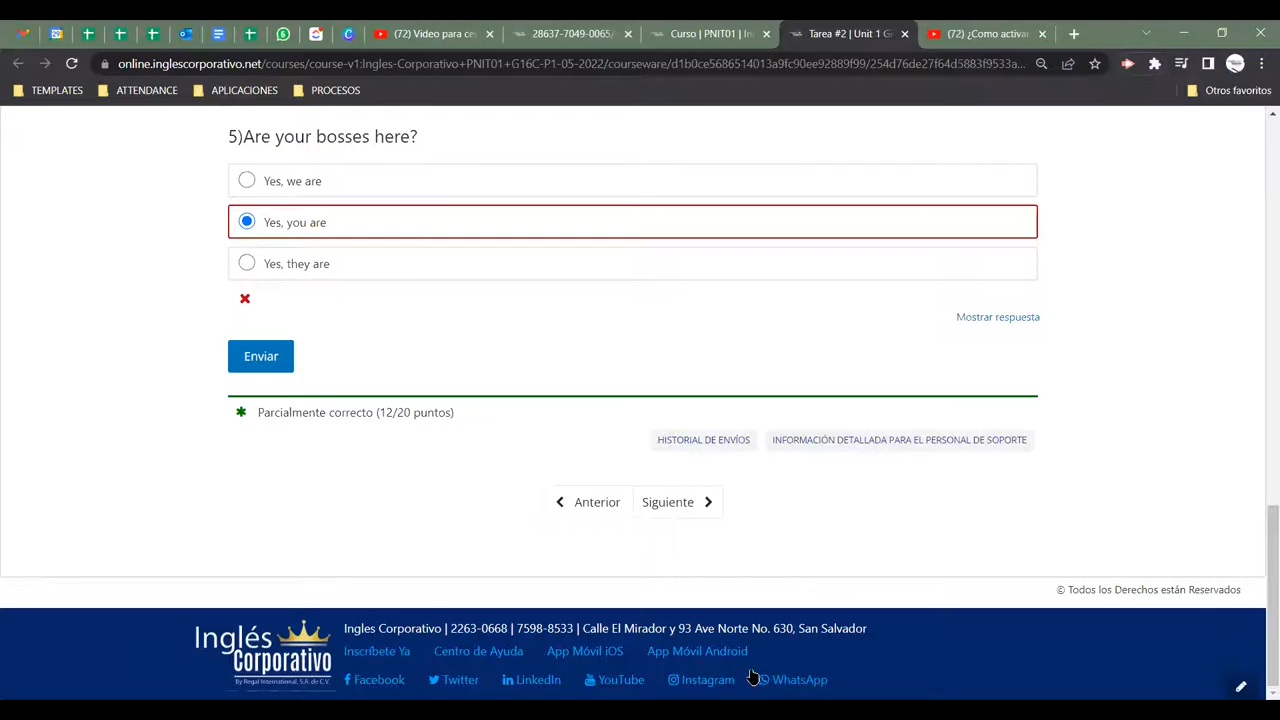 (72) Video para ce
28637-7049-0065/
Curso | PNIT01 | In
Tarea #2 | Unit 1 G
(72) ¿Como activar
online.inglescorporativo.net/courses/course-v1:Ingles-Corporativo+PNIT01+G16C-P1-05-2022/courseware/d1b0ce5686514013a9fc90ee92889f99/254d76de27f64d5883f9533a...
TEMPLATES
ATTENDANCE
APLICACIONES
PROCESOS
Otros favoritos
5)Are your bosses here?
Yes, we are
Yes, you are
Yes, they are
Mostrar respuesta
Enviar
Parcialmente correcto (12/20 puntos)
HISTORIAL DE ENVÍOS
INFORMACIÓN DETALLADA PARA EL PERSONAL DE SOPORTE
Anterior
Siguiente
© Todos los Derechos están Reservados
Inglés Corporativo
By Regal International, S.A. de C.V.
Ingles Corporativo | 2263-0668 | 7598-8533 | Calle El Mirador y 93 Ave Norte No. 630, San Salvador
Inscríbete Ya
Centro de Ayuda
App Móvil iOS
App Móvil Android
Facebook
Twitter
LinkedIn
YouTube
Instagram
WhatsApp